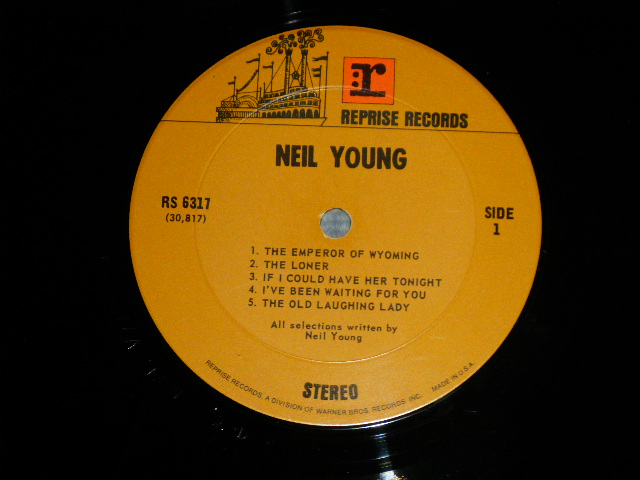 r
REPRISE RECORDS
NEIL YOUNG
RS 6317
(30,817)
SIDE
1
1. THE EMPEROR OF WYOMING
2. THE LONER
3. IF I COULD HAVE HER TONIGHT
4. I'VE BEEN WAITING FOR YOU
5. THE OLD LAUGHING LADY
All selections written by
Neil Young
STEREO
REPRISE RECORDS, A DIVISION OF WARNER BROS. RECORDS, INC. MADE IN U.S.A.